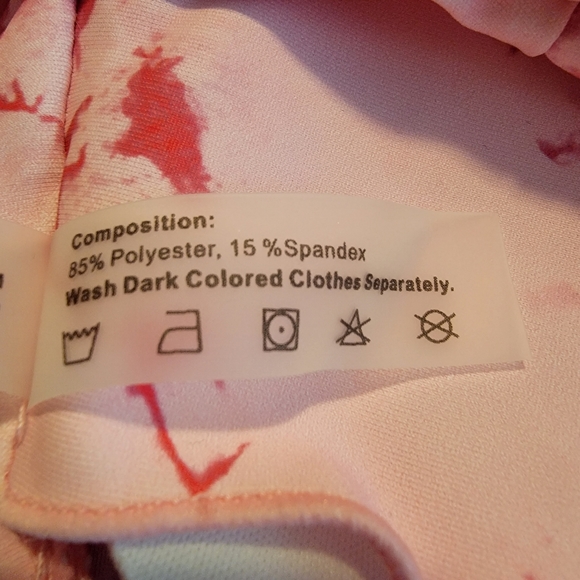 Composition:
85% Polyester, 15 %Spandex
Wash Dark Colored Clothes Separately.